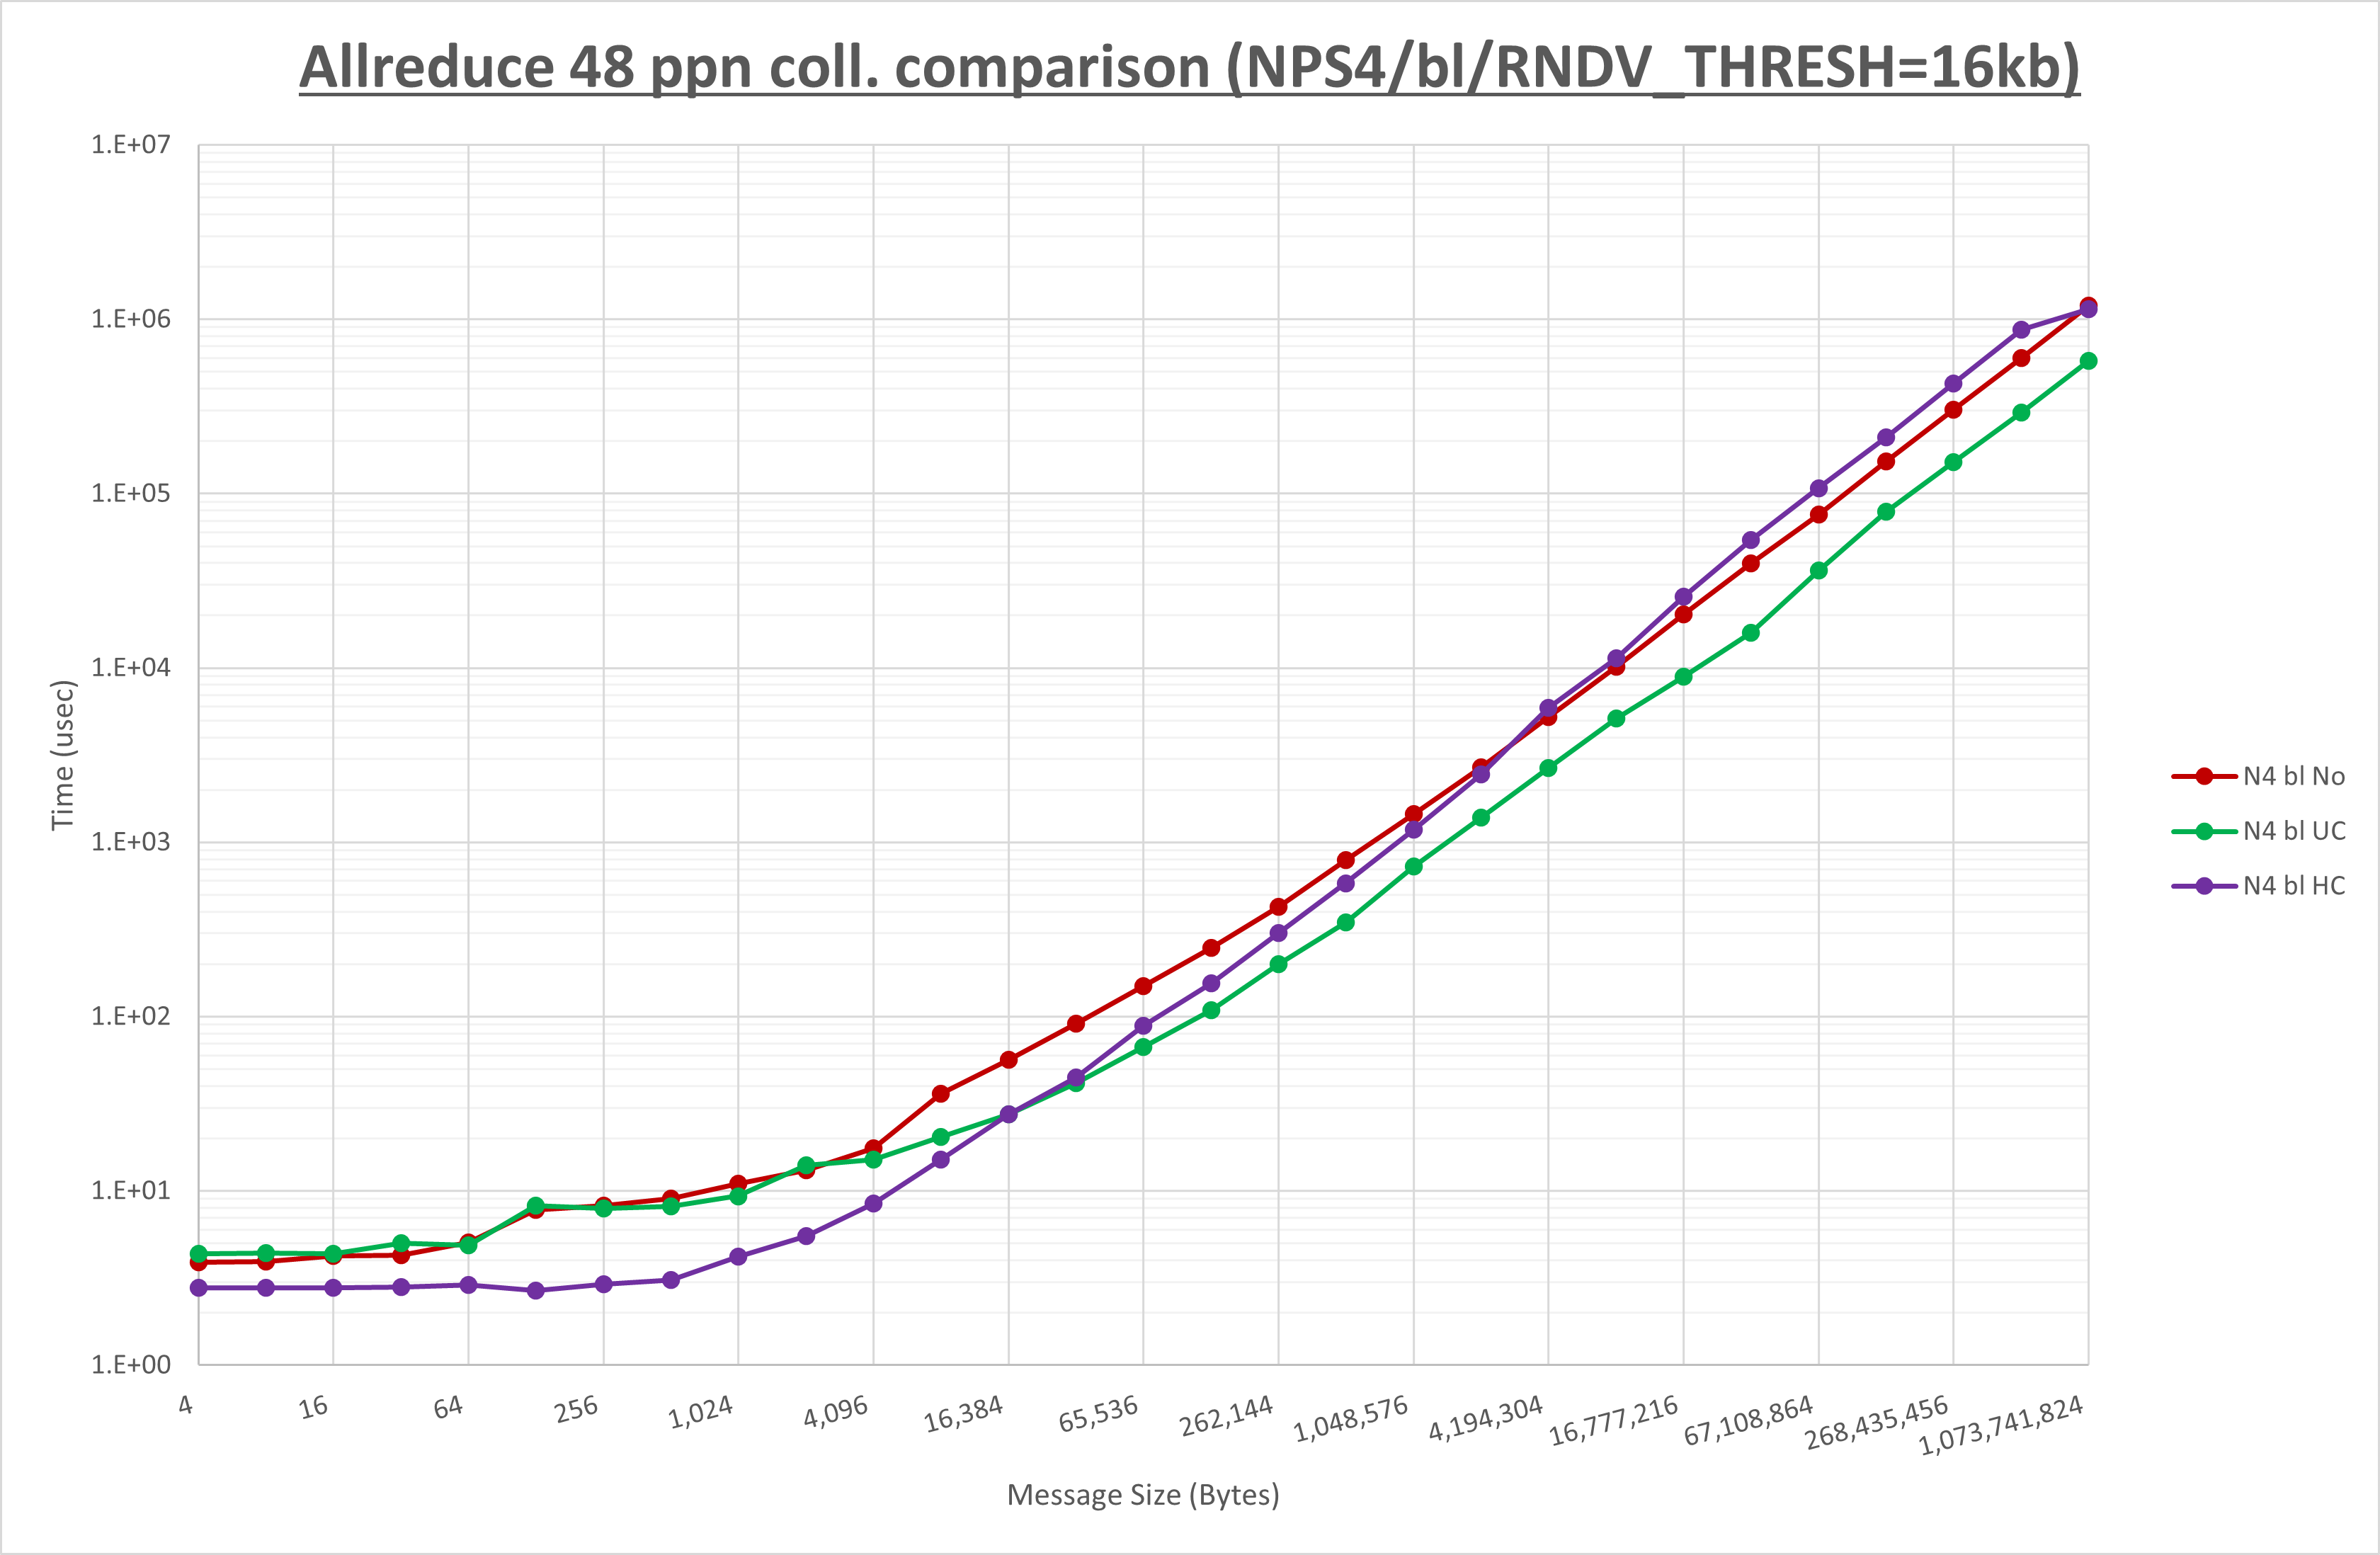 Allreduce 48 ppn coll. comparison (NPS4/bl/RNDV_THRESH=16kb)
1.E+07
1.E+06
1.E+05
1.E+04
1.E+03
1.E+02
1.E+01
1.E+00
Time (usec)
4
16
64
256
1,024
4,096
16,384
65,536
262,144
1,048,576
4,194,304
16,777,216
67,108,864
268,435,456
1,073,741,824
Message Size (Bytes)
N4 bl No
N4 bl UC
N4 bl HC